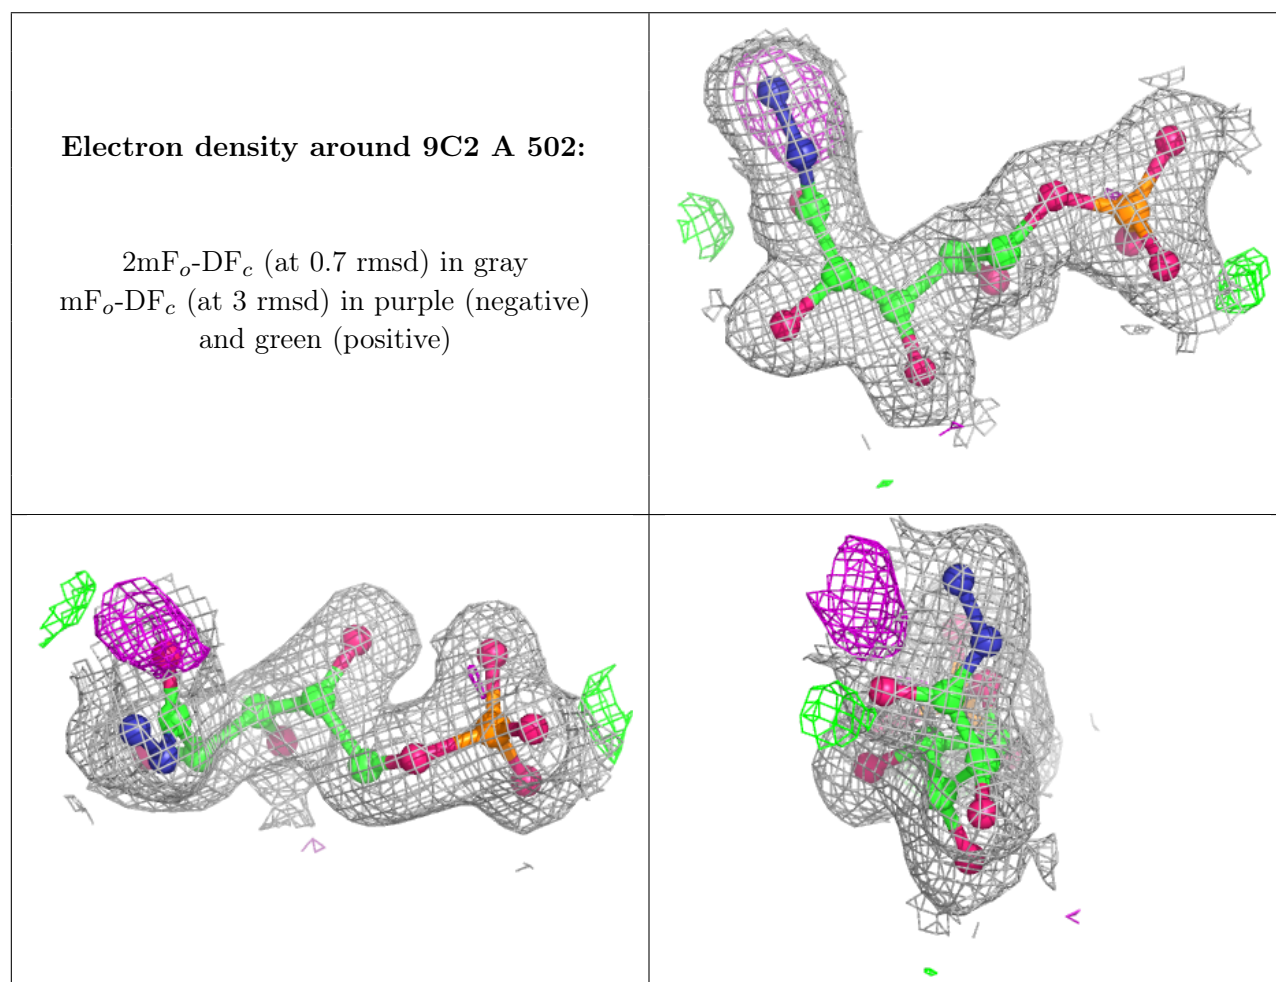 Electron density around 9C2 A 502:
2mFo-DFc (at 0.7 rmsd) in gray
mFo-DFc (at 3 rmsd) in purple (negative)
and green (positive)